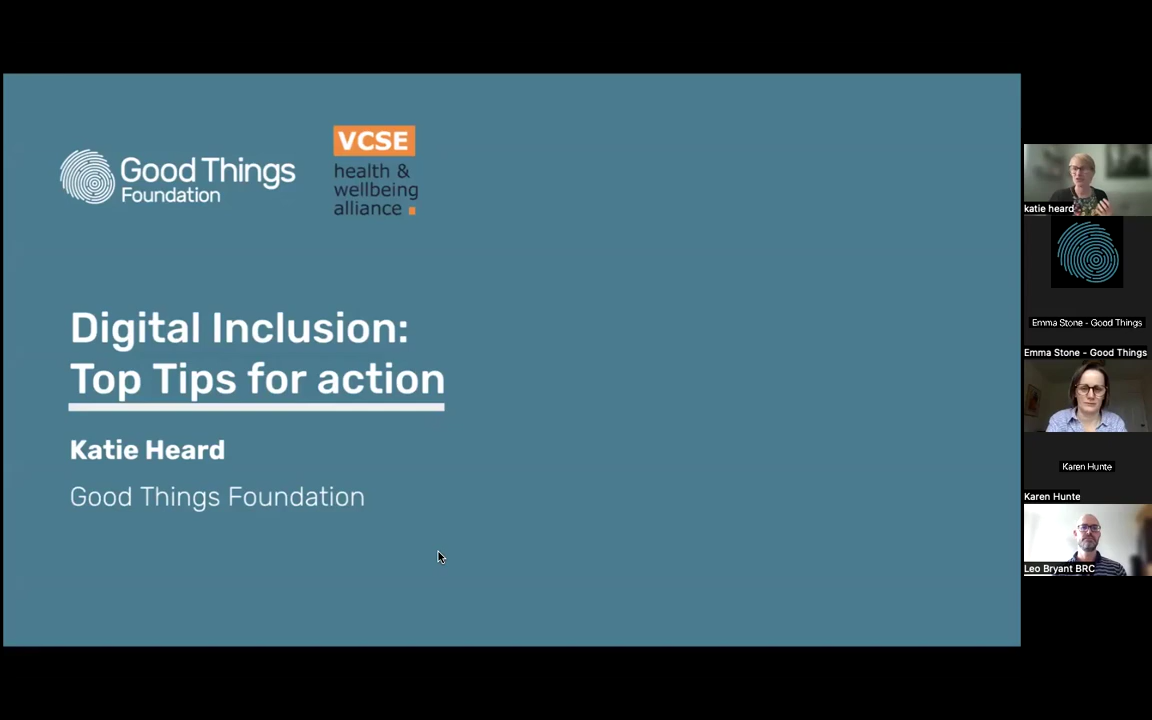 Good Things
Foundation
VCSE
health &
wellbeing
alliance
Digital Inclusion:
Top Tips for action
Katie Heard
Good Things Foundation
katie heard
Emma Stone - Good Things
Emma Stone - Good Things
Karen Hunte
Karen Hunte
Leo Bryant BRC